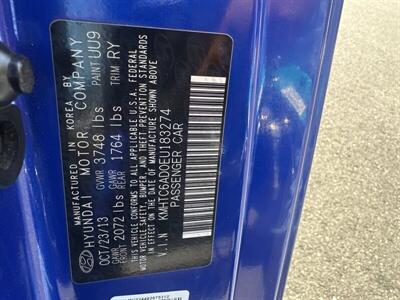 MANUFACTURED IN KOREA BY
HYUNDAI MOTOR COMPANY
OCT/23/13 GVWR 3748 lbs PAINT UU9
GAWR FRONT 2072 lbs GAWR REAR 1764 lbs TRIM RY
THIS VEHICLE CONFORMS TO ALL APPLICABLE U.S.A. FEDERAL
MOTOR VEHICLE SAFETY, BUMPER, AND THEFT PREVENTION STANDARDS
IN EFFECT ON THE DATE OF MANUFACTURE SHOWN ABOVE
V.I.N KMHTC6AD0EU183274
PASSENGER CAR